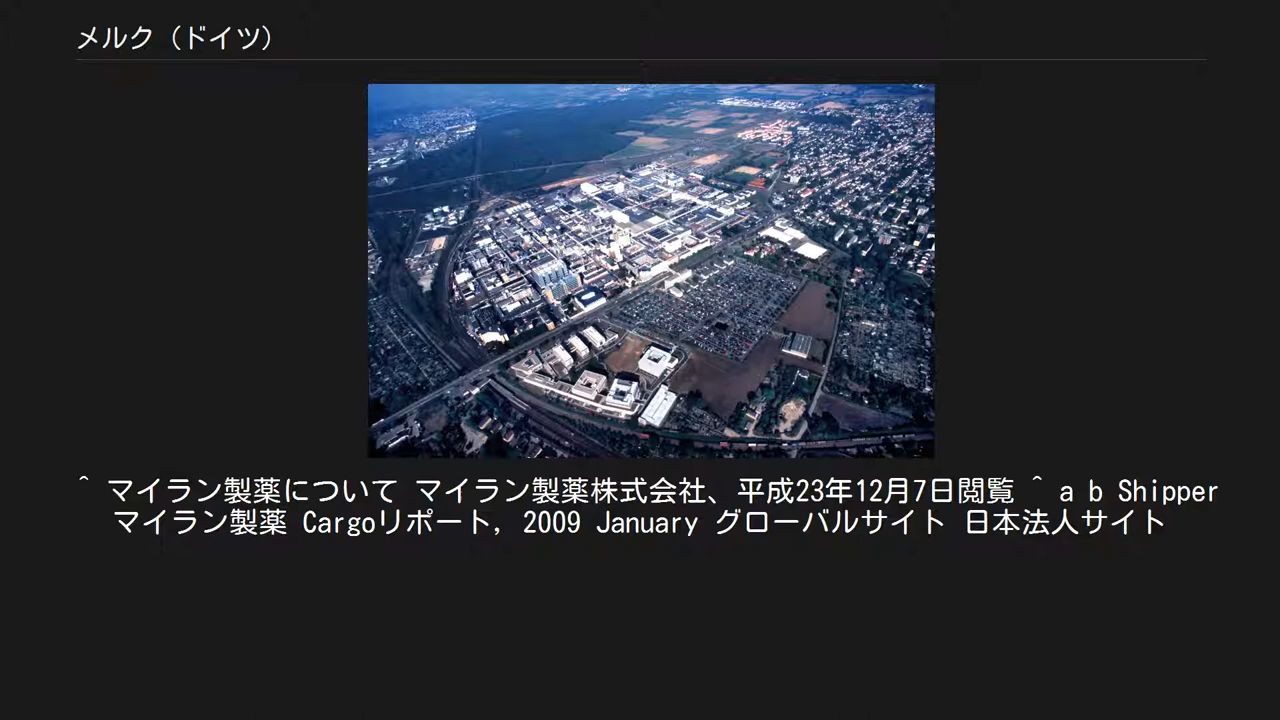 メルク（ドイツ）
^ マイラン製薬について マイラン製薬株式会社、平成23年12月7日閲覧 ^ a b Shipper
マイラン製薬 Cargoリポート, 2009 January グローバルサイト 日本法人サイト